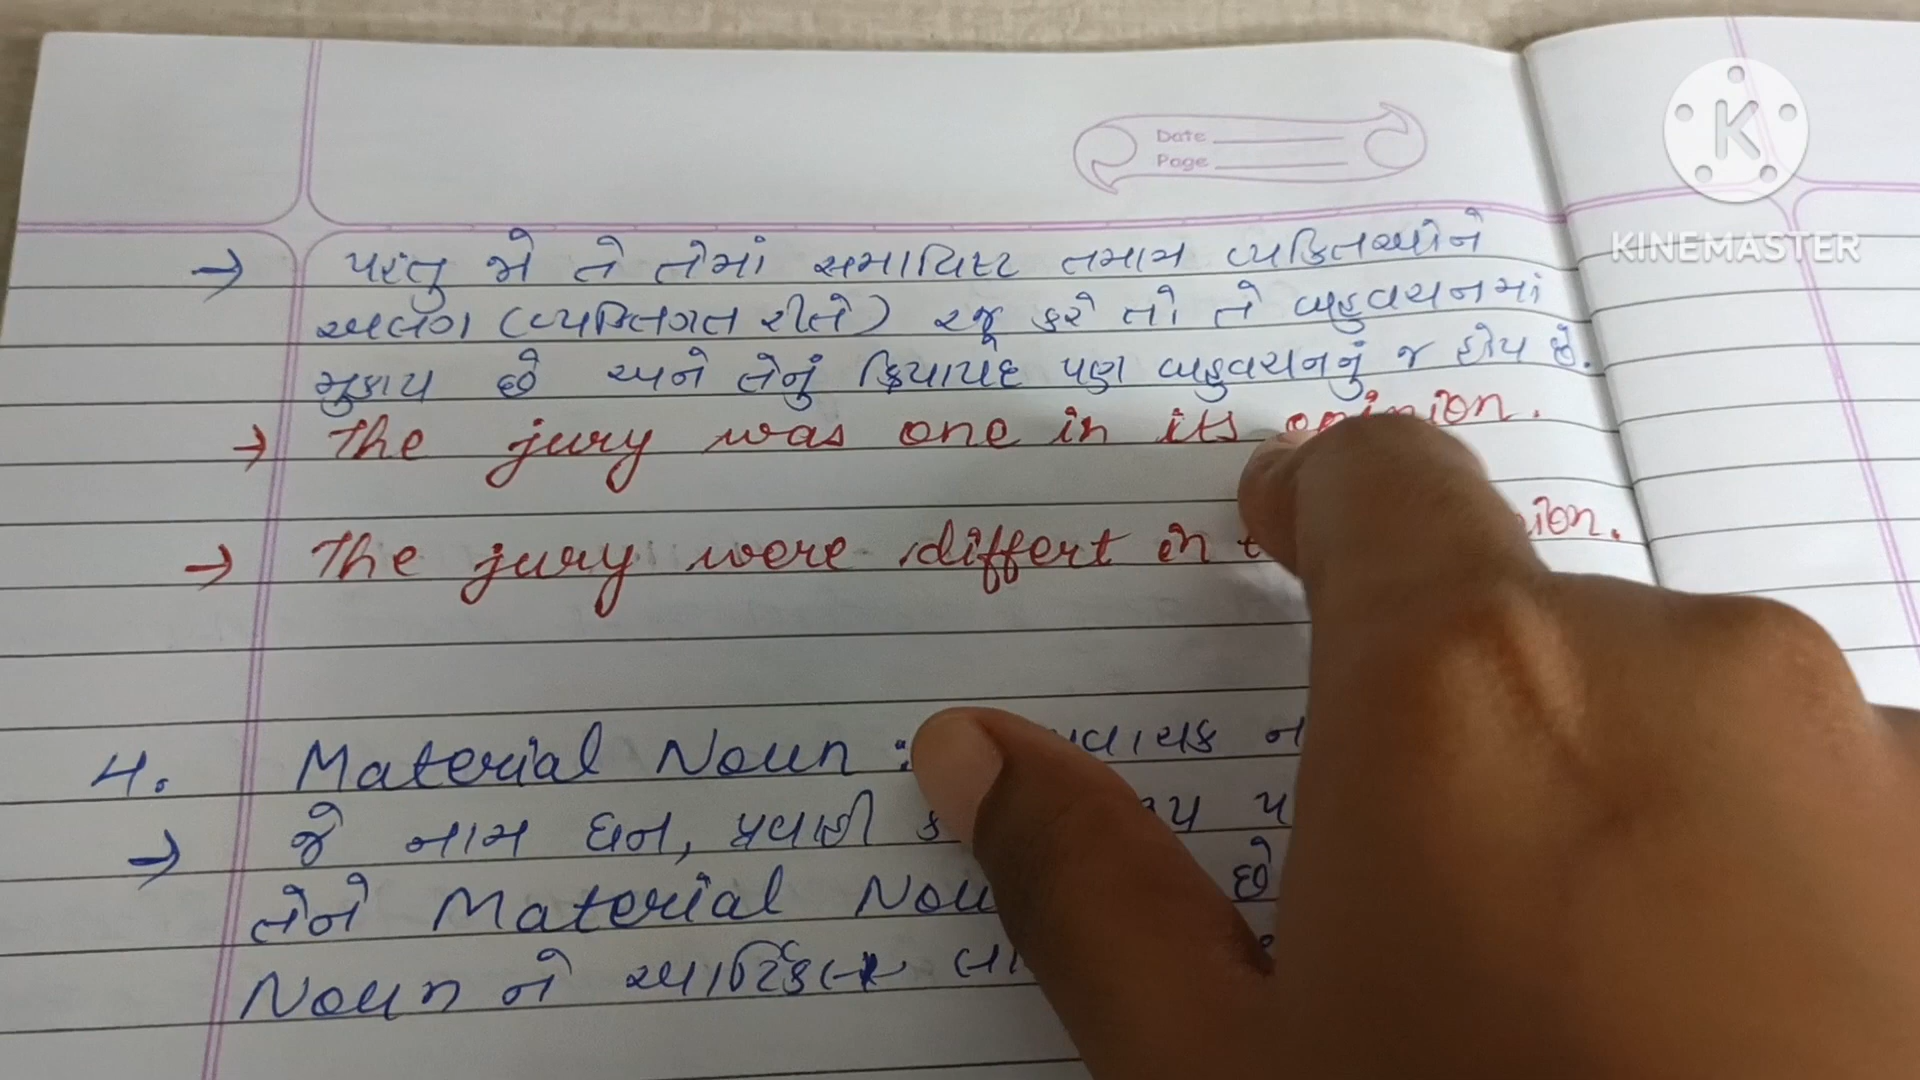 Date
Page
KINEMASTER
→ પરંતુ જો તે તેમાં સમાવિષ્ટ તમામ વ્યક્તિઓને
અલગ (વ્યક્તિગત રીતે) રજૂ કરે તો તે બહુવચનમાં
મુકાય છે અને તેનું ક્રિયાપદ પણ બહુવચનનું જ હોય છે.
→ The jury was one in its opinion.
→ The jury were differt in
4. Material Noun :
→ જે નામ ઘન, પ્રવાહી
તેને Material છે
Noun ને આર્ટિકલ